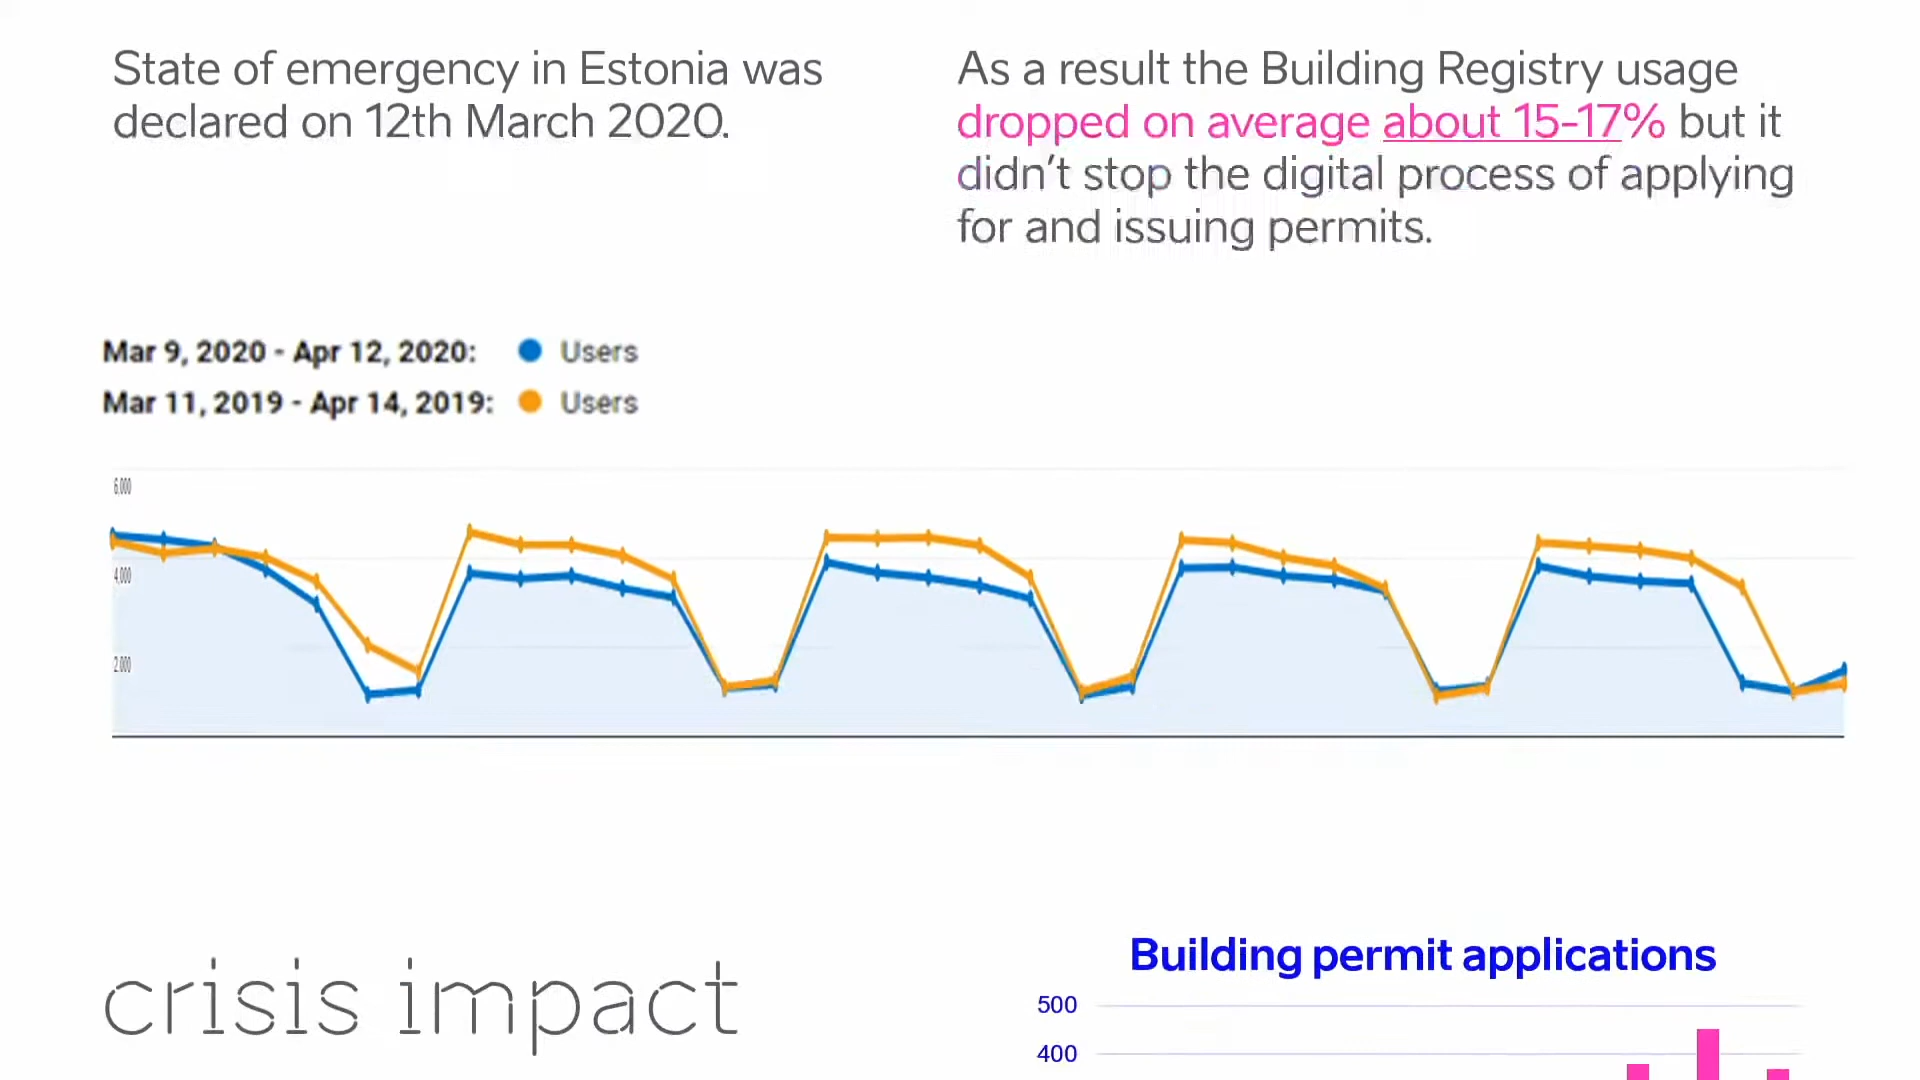 State of emergency in Estonia was
declared on 12th March 2020.
As a result the Building Registry usage
dropped on average about 15-17% but it
didn't stop the digital process of applying
for and issuing permits.
Mar 9, 2020 - Apr 12, 2020: Users
Mar 11, 2019 - Apr 14, 2019: Users
6,000
4,000
2,000
crisis impact
Building permit applications
500
400